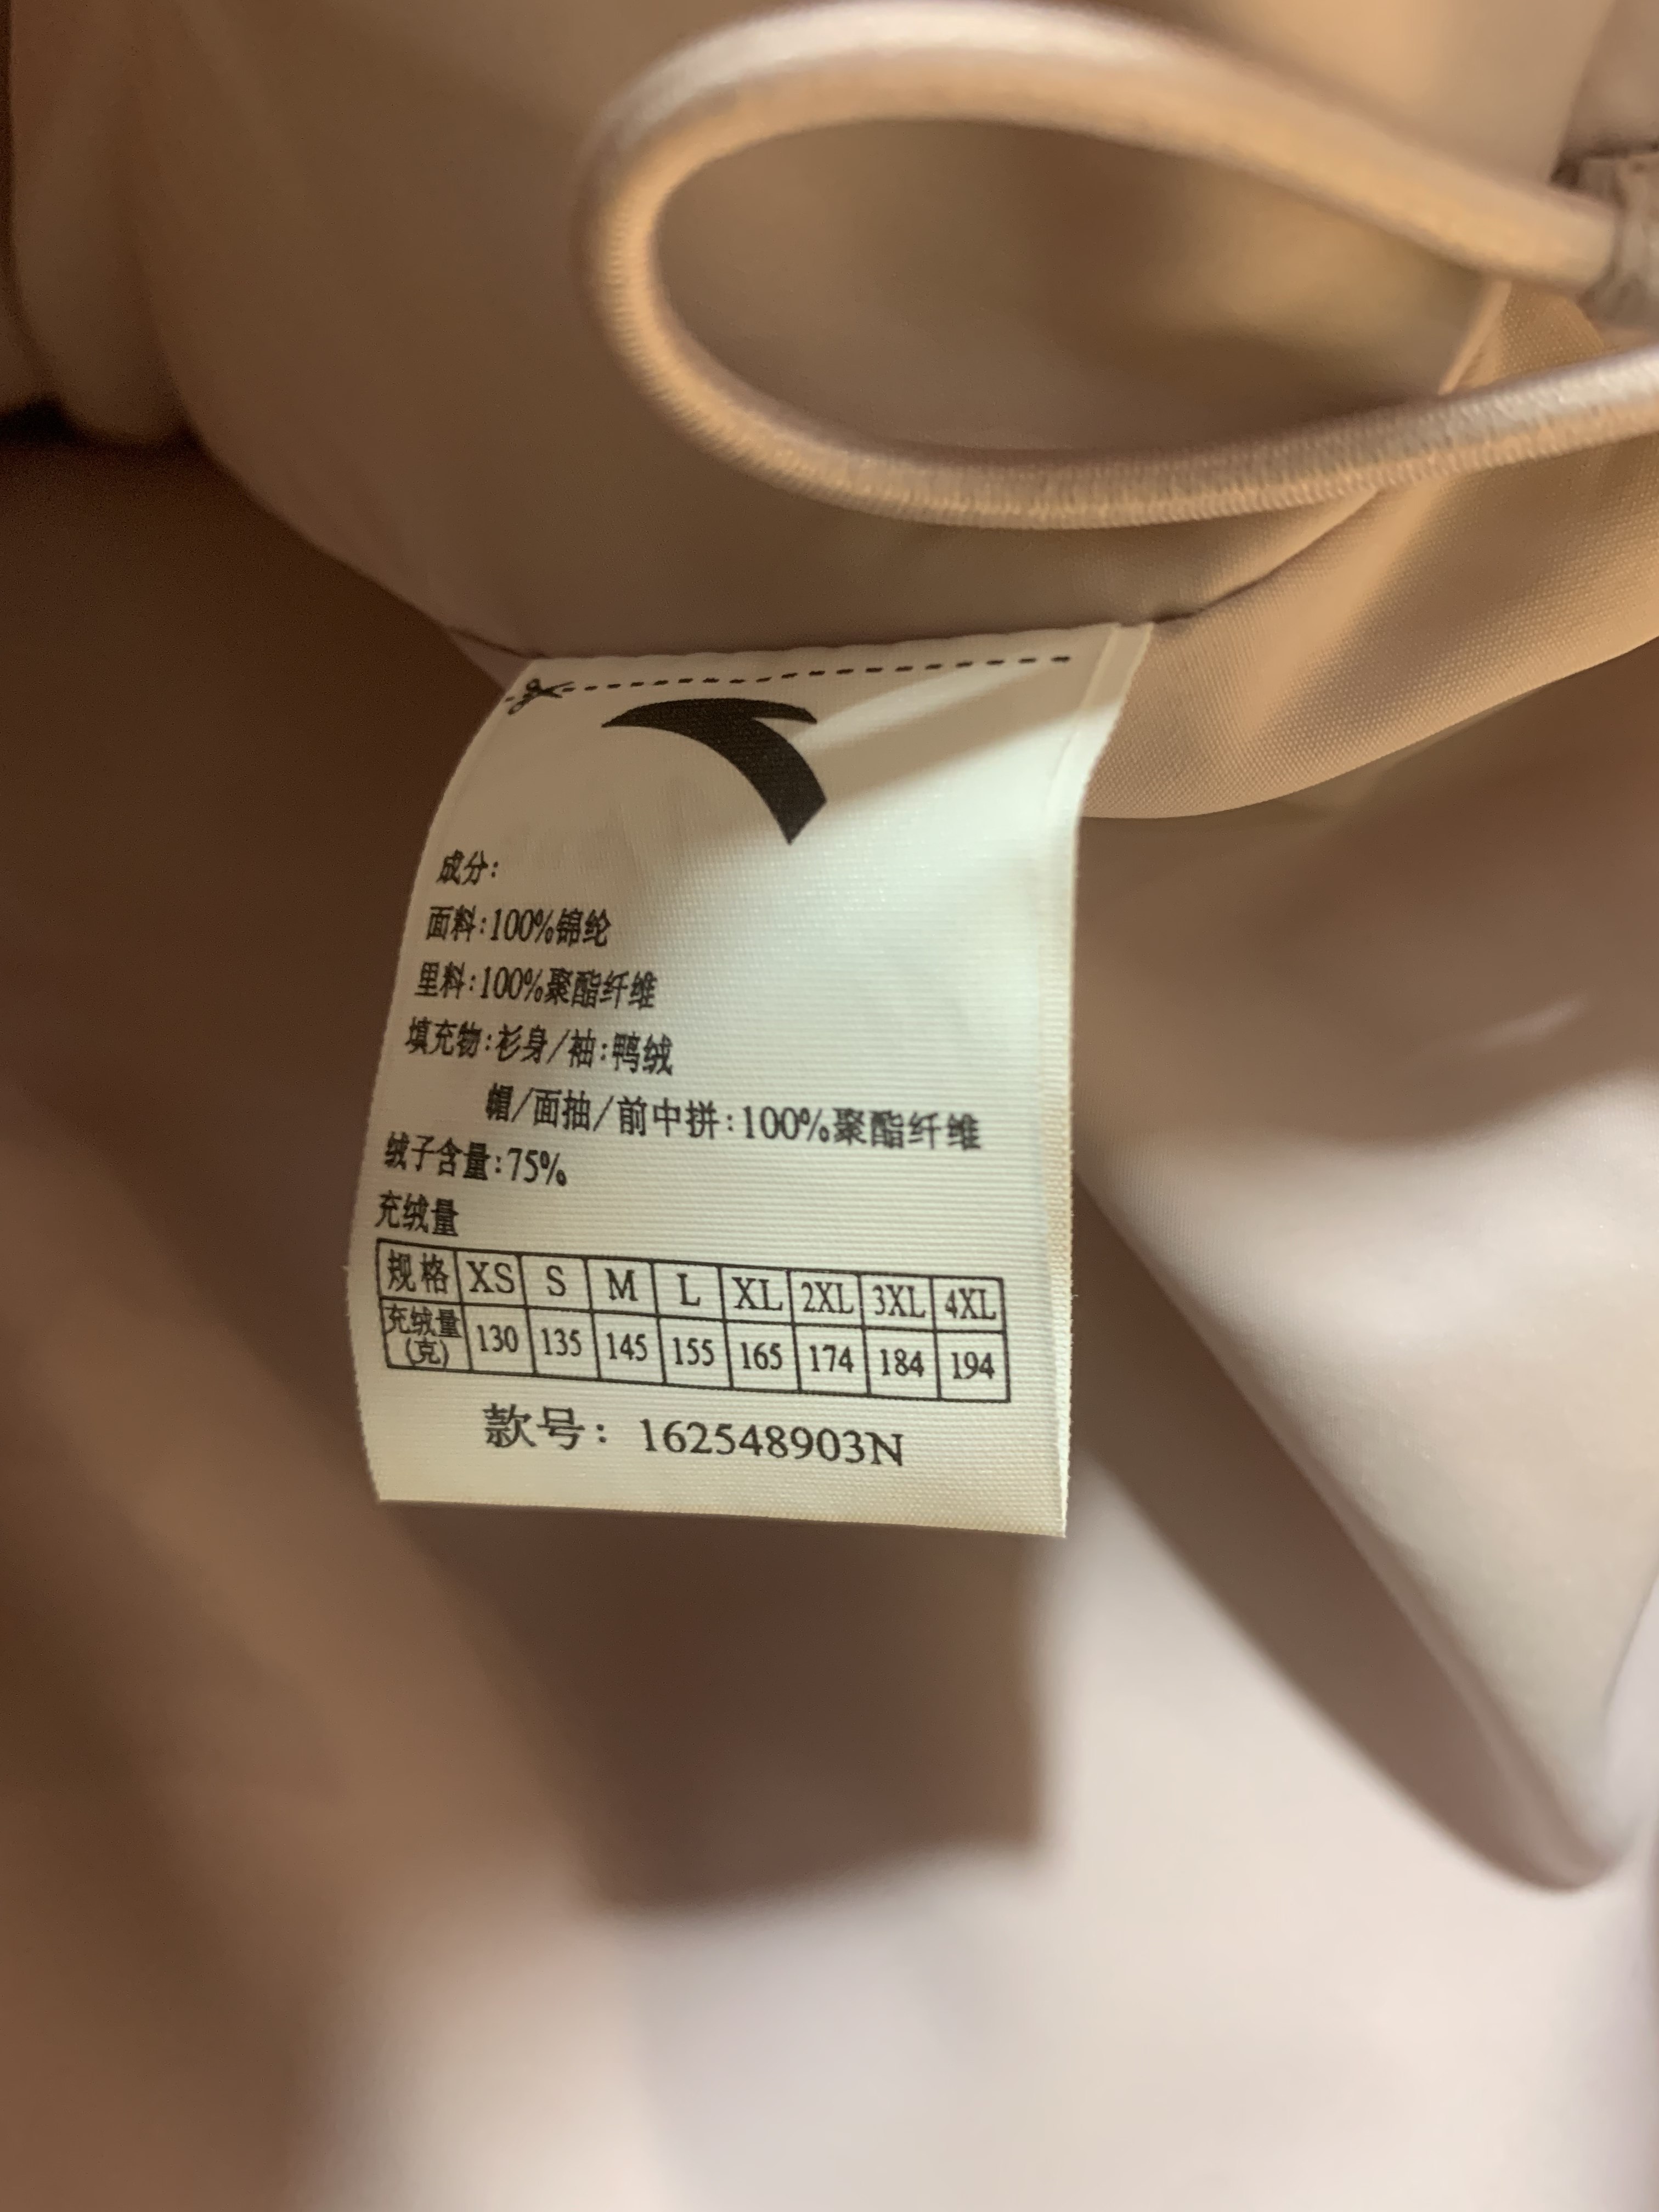 成分:
面料:100%锦纶
里料:100%聚酯纤维
填充物:衫身/袖:鸭绒
帽/面抽/前中拼:100%聚酯纤维
绒子含量:75%
充绒量
规格 XS S M L XL 2XL 3XL 4XL
充绒量(克) 130 135 145 155 165 174 184 194
款号: 162548903N